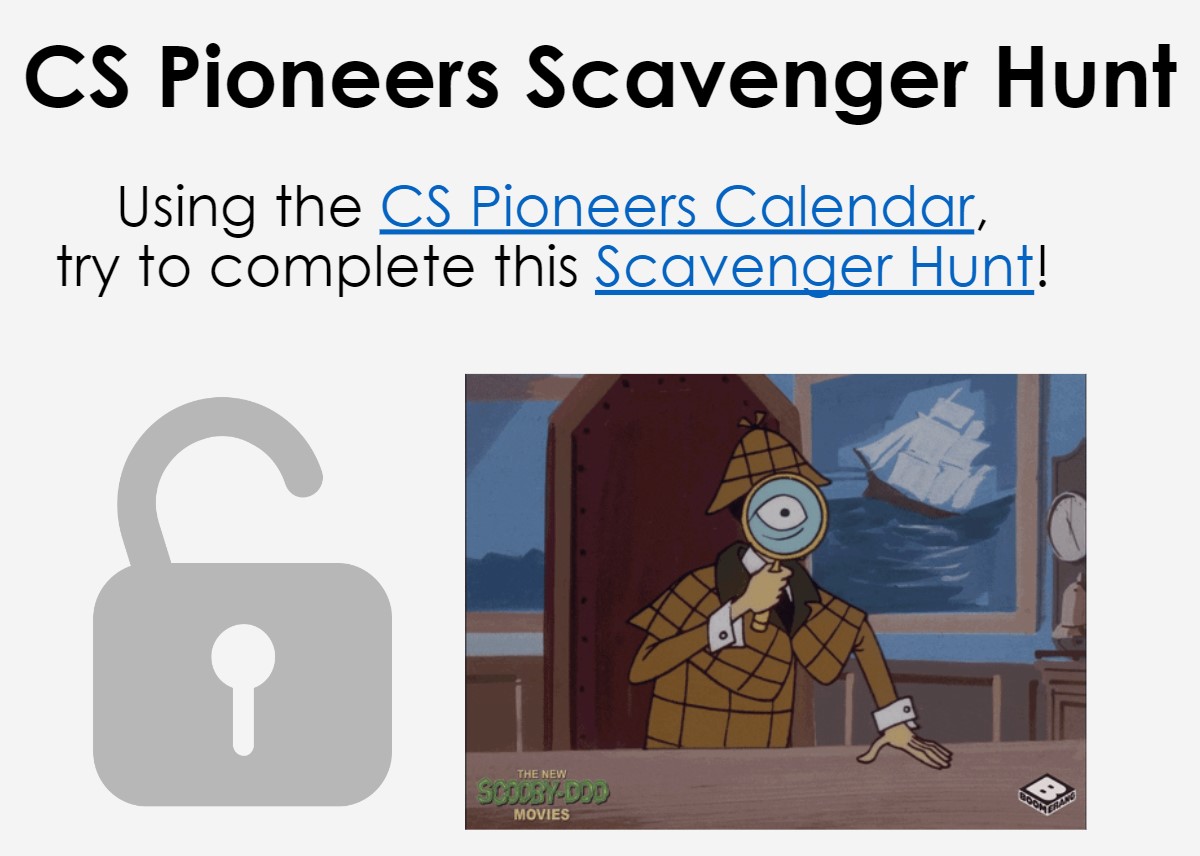 CS Pioneers Scavenger Hunt
Using the CS Pioneers Calendar,
try to complete this Scavenger Hunt!
THE NEW
SCOOBY-DOO
MOVIES
B
BOOMERANG